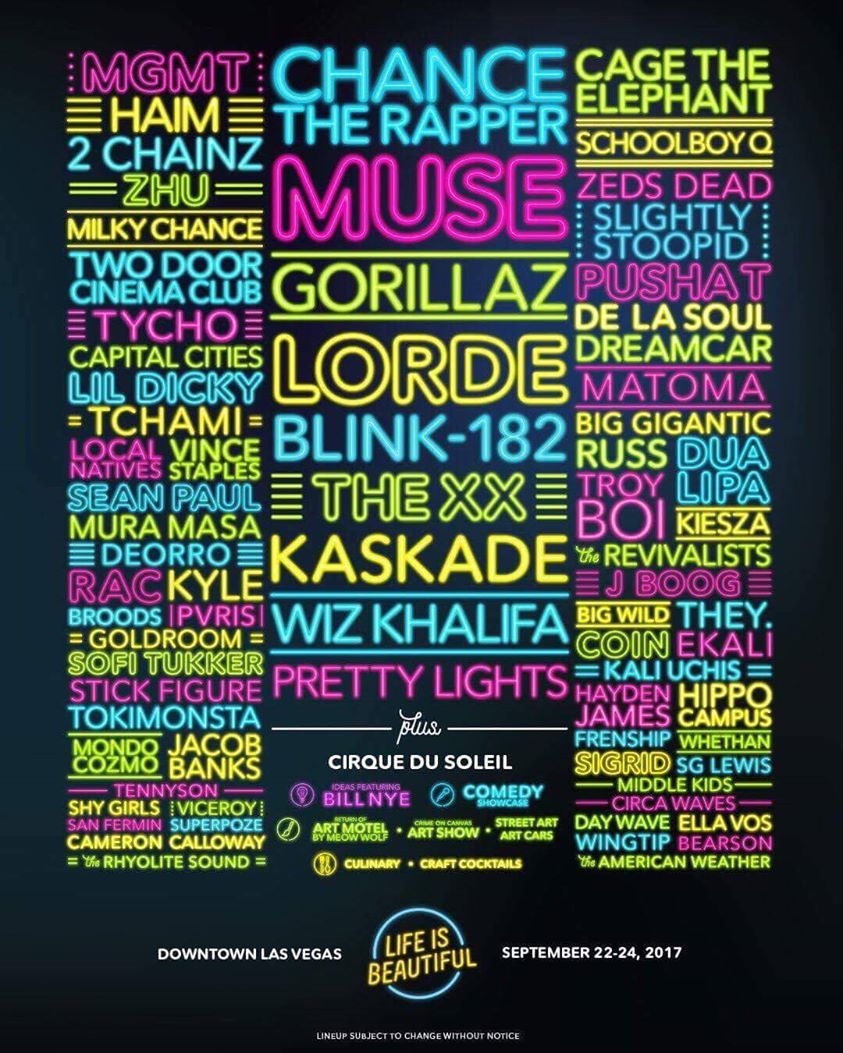 MGMT
HAIM
2 CHAINZ
ZHU
MILKY CHANCE
TWO DOOR
CINEMA CLUB
TYCHO
CAPITAL CITIES
LIL DICKY
TCHAMI
LOCAL NATIVES
VINCE STAPLES
SEAN PAUL
MURA MASA
DEORRO
RAC KYLE
BROODS PVRIS
GOLDROOM
SOFI TUKKER
STICK FIGURE
TOKIMONSTA
MONDO COZMO
JACOB BANKS
TENNYSON
SHY GIRLS VICEROY
SAN FERMIN SUPERPOZE
CAMERON CALLOWAY
the RHYOLITE SOUND
CHANCE
THE RAPPER
MUSE
GORILLAZ
LORDE
BLINK-182
THE XX
KASKADE
WIZ KHALIFA
PRETTY LIGHTS
plus
CIRQUE DU SOLEIL
IDEAS FEATURING
BILL NYE
COMEDY
SHOWCASE
RETURN OF
ART MOTEL
BY MEOW WOLF
• CRIME ON CANVAS
ART SHOW •
STREET ART
ART CARS
CULINARY • CRAFT COCKTAILS
CAGE THE
ELEPHANT
SCHOOLBOY Q
ZEDS DEAD
SLIGHTLY
STOOPID
PUSHA T
DE LA SOUL
DREAMCAR
MATOMA
BIG GIGANTIC
RUSS
DUA LIPA
TROY BOI
KIESZA
the REVIVALISTS
J BOOG
BIG WILD THEY.
COIN EKALI
KALI UCHIS
HAYDEN JAMES
HIPPO CAMPUS
FRENSHIP WHETHAN
SIGRID SG LEWIS
MIDDLE KIDS
CIRCA WAVES
DAY WAVE ELLA VOS
WINGTIP BEARSON
the AMERICAN WEATHER
DOWNTOWN LAS VEGAS
LIFE IS
BEAUTIFUL
SEPTEMBER 22-24, 2017
LINEUP SUBJECT TO CHANGE WITHOUT NOTICE